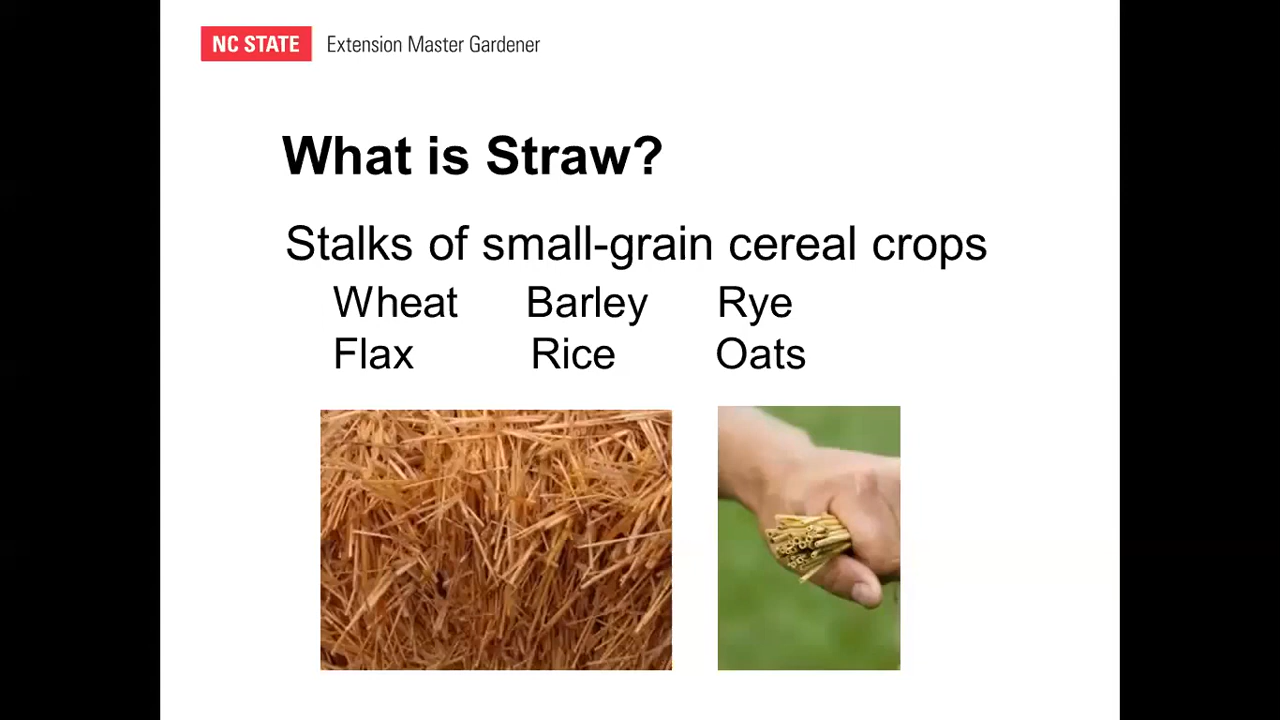 NC STATE Extension Master Gardener
What is Straw?
Stalks of small-grain cereal crops
Wheat Barley Rye
Flax Rice Oats